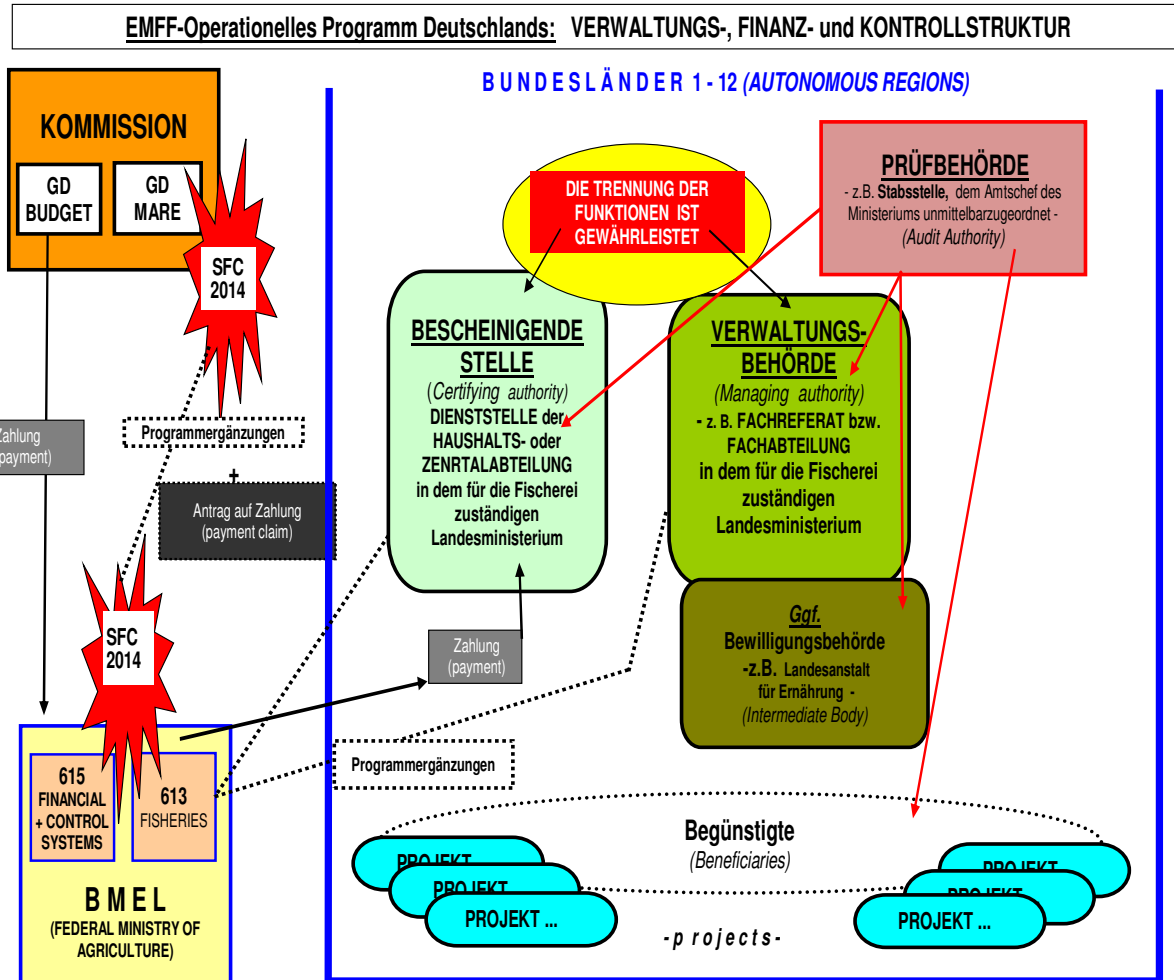 EMFF-Operationelles Programm Deutschlands: VERWALTUNGS-, FINANZ- und KONTROLLSTRUKTUR
KOMMISSION
GD
BUDGET
GD
MARE
SFC
2014
Zahlung
payment)
Programmergänzungen
+
Antrag auf Zahlung
(payment claim)
SFC
2014
615
FINANCIAL
+ CONTROL
SYSTEMS
613
FISHERIES
B M E L
(FEDERAL MINISTRY OF
AGRICULTURE)
B U N D E S L Ä N D E R 1 - 12 (AUTONOMOUS REGIONS)
DIE TRENNUNG DER
FUNKTIONEN IST
GEWÄHRLEISTET
PRÜFBEHÖRDE
- z.B. Stabsstelle, dem Amtschef des
Ministeriums unmittelbarzugeordnet -
(Audit Authority)
BESCHEINIGENDE
STELLE
(Certifying authority)
DIENSTSTELLE der
HAUSHALTS- oder
ZENRTALABTEILUNG
in dem für die Fischerei
zuständigen
Landesministerium
VERWALTUNGS-
BEHÖRDE
(Managing authority)
- z. B. FACHREFERAT bzw.
FACHABTEILUNG
in dem für die Fischerei
zuständigen
Landesministerium
Ggf.
Bewilligungsbehörde
-z.B. Landesanstalt
für Ernährung -
(Intermediate Body)
Zahlung
(payment)
Programmergänzungen
Begünstigte
(Beneficiaries)
PROJEKT
PROJEKT
PROJEKT ...
PROJEKT
PROJEKT
PROJEKT ...
- p r o j e c t s -